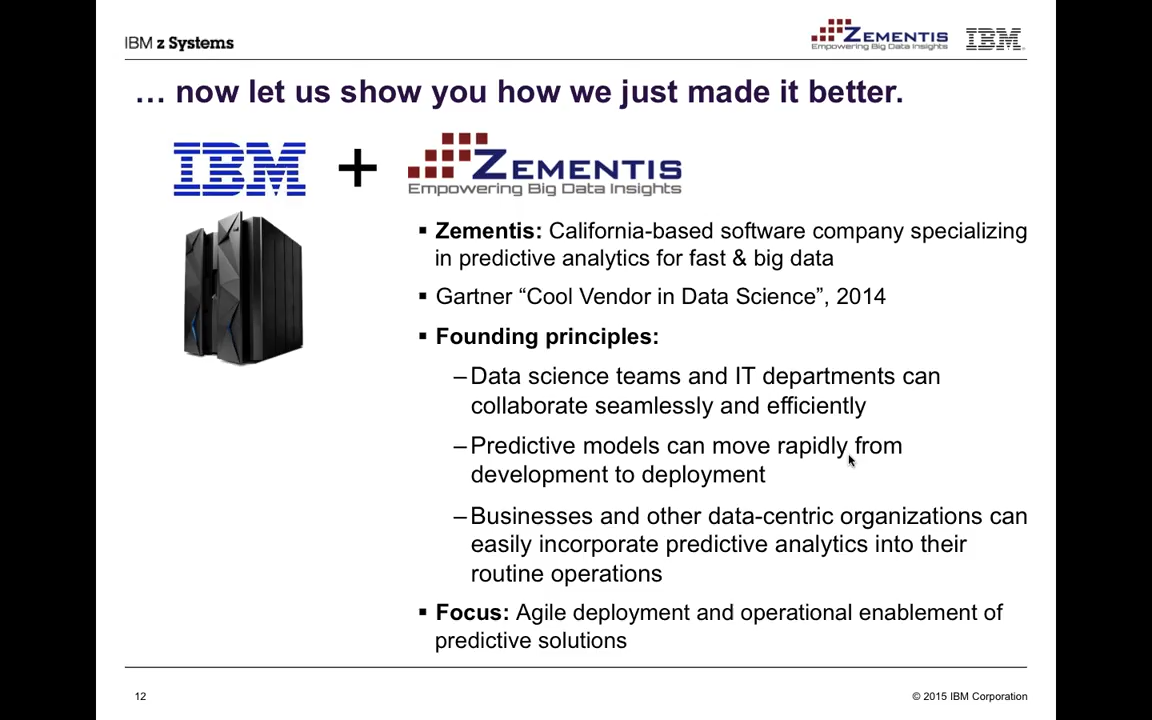 IBM z Systems
ZEMENTIS
Empowering Big Data Insights
IBM
… now let us show you how we just made it better.
IBM + ZEMENTIS
Empowering Big Data Insights
▪ Zementis: California-based software company specializing
in predictive analytics for fast & big data
▪ Gartner “Cool Vendor in Data Science”, 2014
▪ Founding principles:
–Data science teams and IT departments can
collaborate seamlessly and efficiently
–Predictive models can move rapidly from
development to deployment
–Businesses and other data-centric organizations can
easily incorporate predictive analytics into their
routine operations
▪ Focus: Agile deployment and operational enablement of
predictive solutions
12
© 2015 IBM Corporation